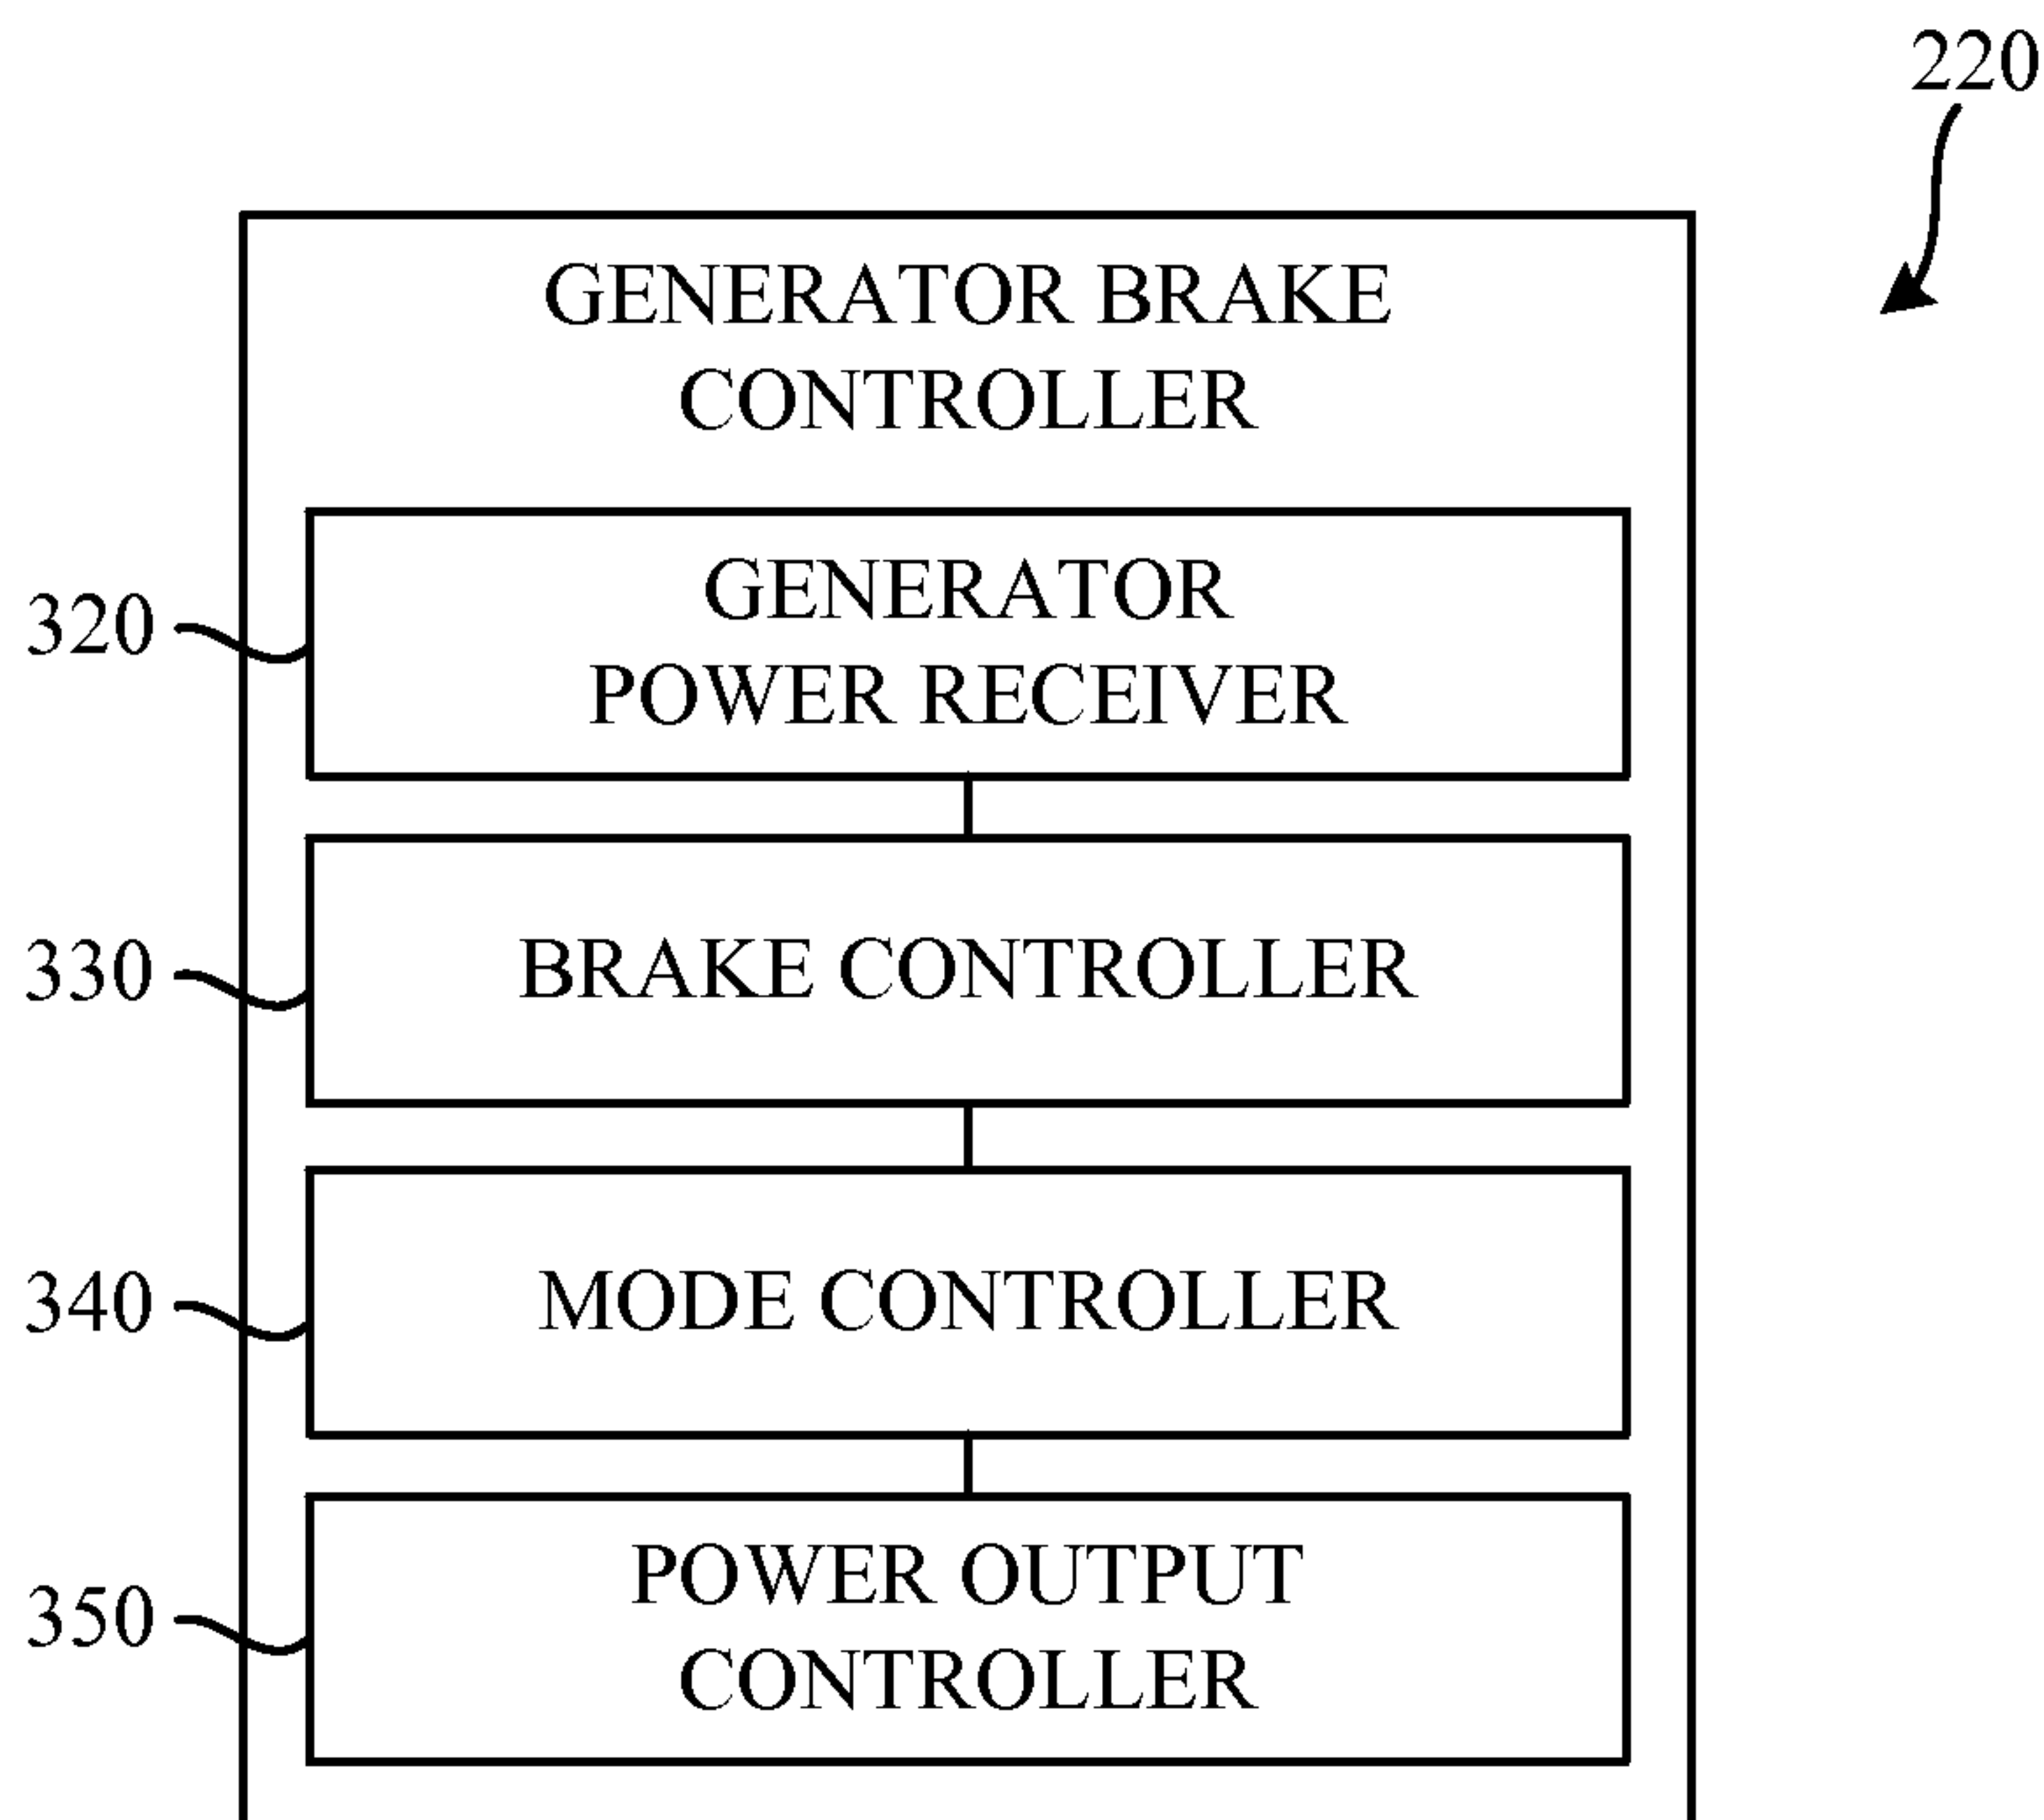 220
GENERATOR BRAKE
CONTROLLER
GENERATOR
POWER RECEIVER
320
BRAKE CONTROLLER
330
MODE CONTROLLER
340
POWER OUTPUT
CONTROLLER
350